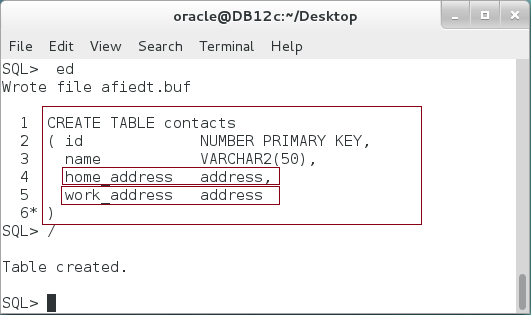 oracle@DB12c:~/Desktop
File Edit View Search Terminal Help
SQL>  ed
Wrote file afiedt.buf
1  CREATE TABLE contacts
2  ( id             NUMBER PRIMARY KEY,
3    name           VARCHAR2(50),
4    home_address   address,
5    work_address   address
6* )
SQL> /
Table created.
SQL>